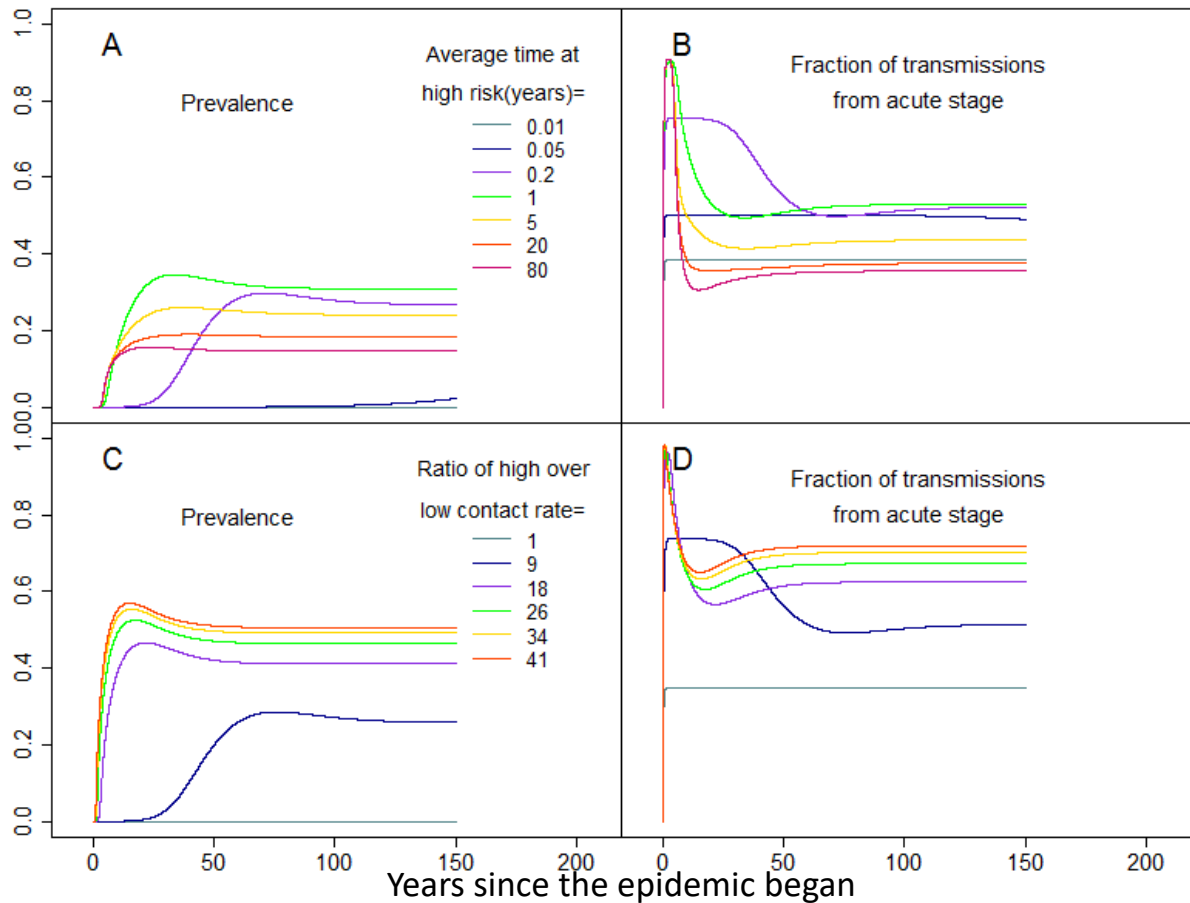 1.0
0.8
0.6
0.4
0.2
0.0
A
Prevalence
Average time at
high risk(years)=
0.01
0.05
0.2
1
5
20
80
B
Fraction of transmissions
from acute stage
1.0
0.8
0.6
0.4
0.2
0.0
C
Prevalence
Ratio of high over
low contact rate=
1
9
18
26
34
41
D
Fraction of transmissions
from acute stage
0 50 100 150 200
0 50 100 150 200
Years since the epidemic began